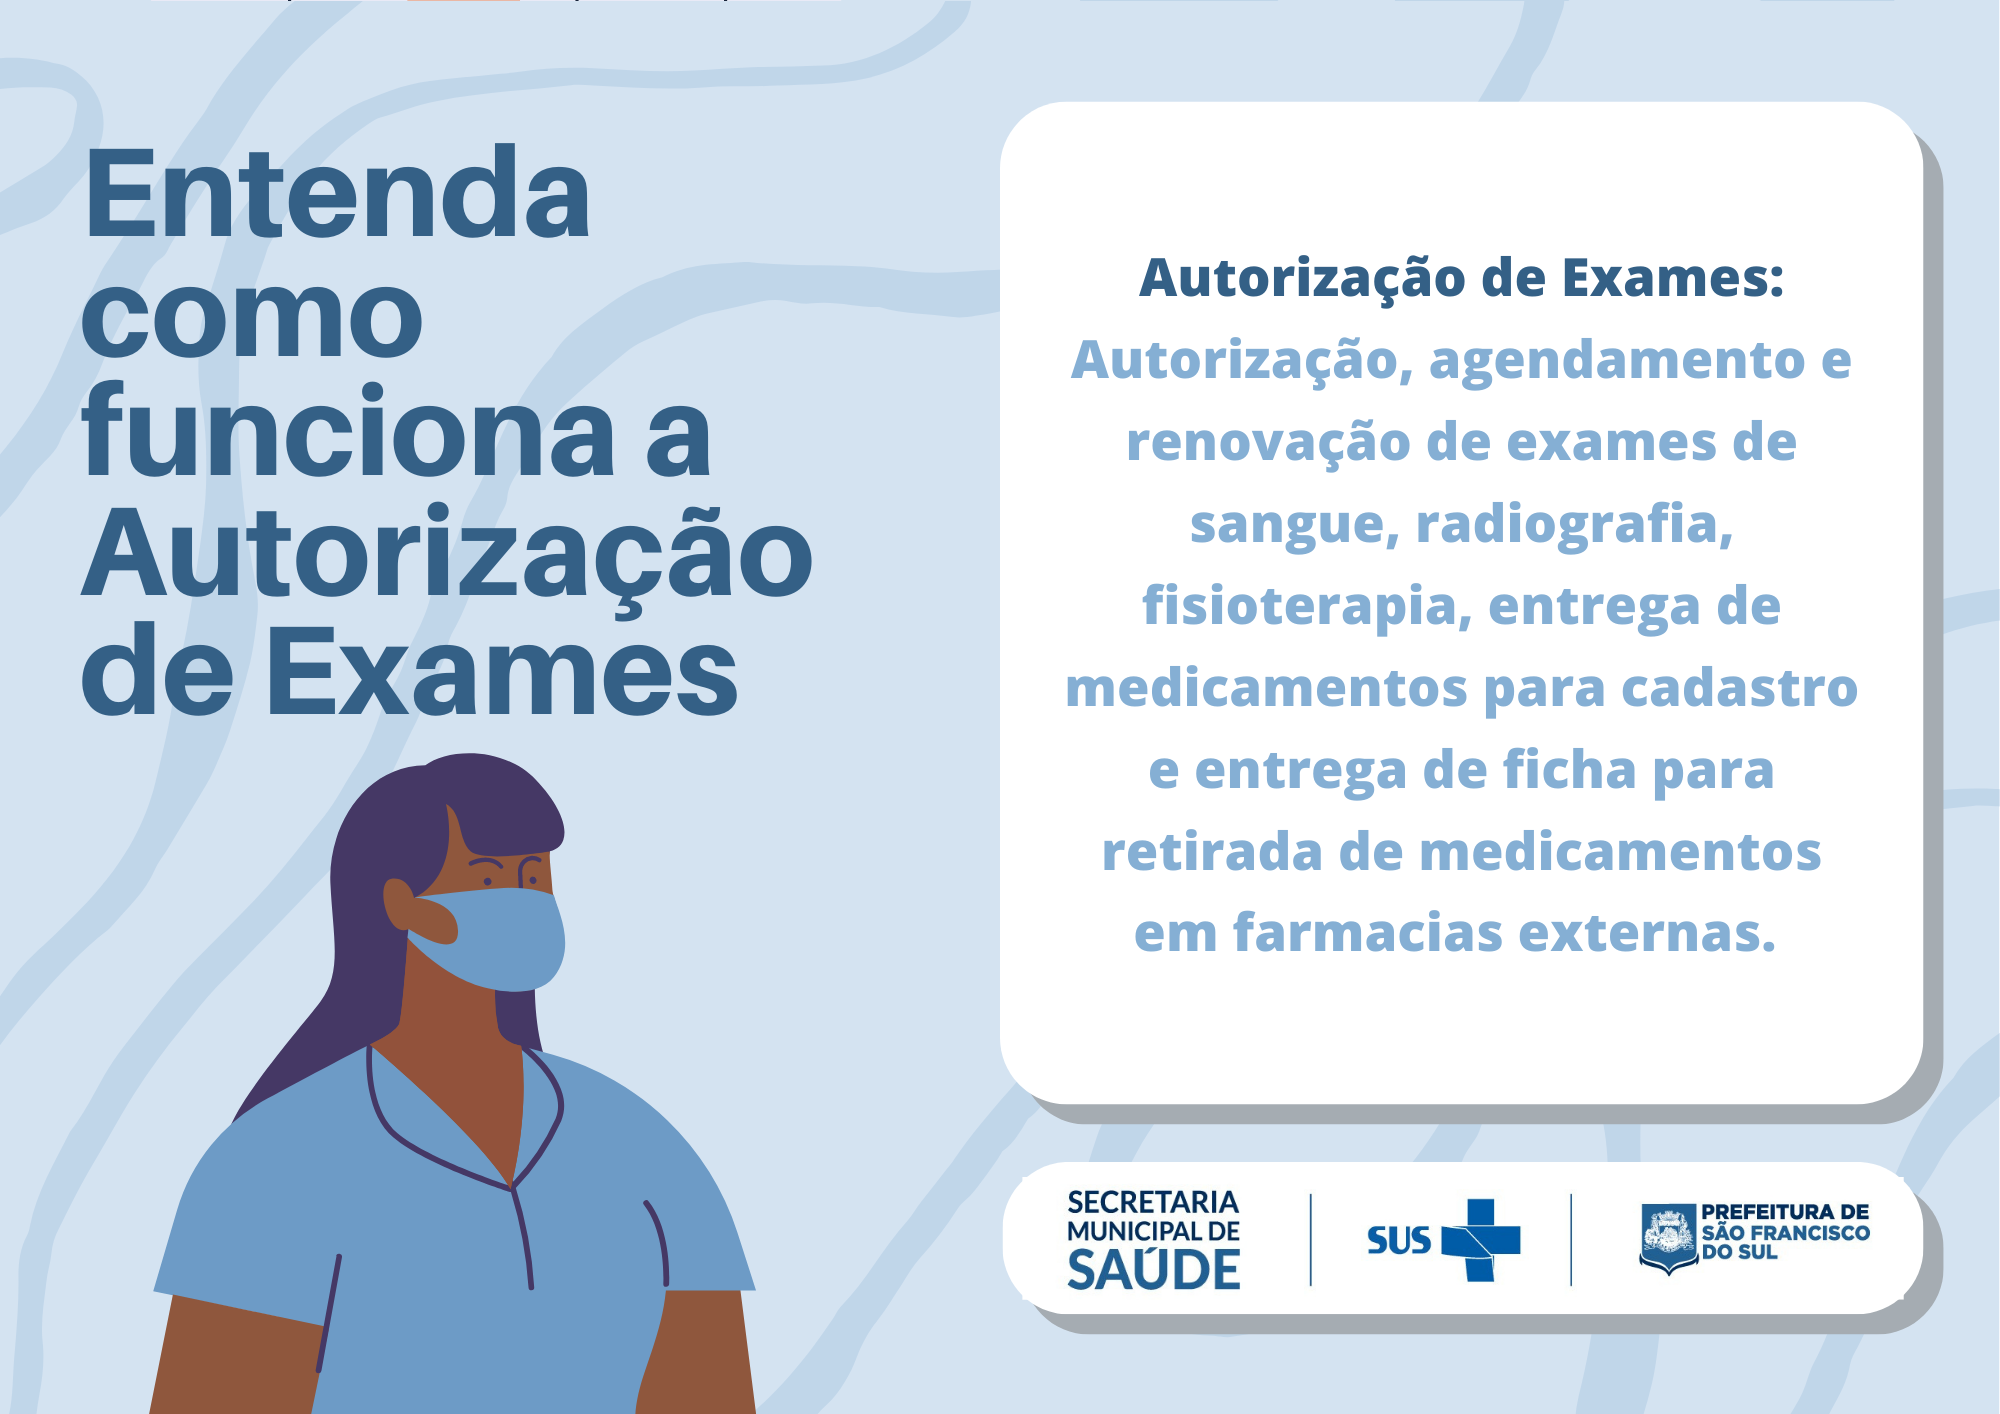 Entenda
como
funciona a
Autorização
de Exames
Autorização de Exames:
Autorização, agendamento e
renovação de exames de
sangue, radiografia,
fisioterapia, entrega de
medicamentos para cadastro
e entrega de ficha para
retirada de medicamentos
em farmacias externas.
SECRETARIA
MUNICIPAL DE
SAÚDE
SUS
PREFEITURA DE
SÃO FRANCISCO
DO SUL